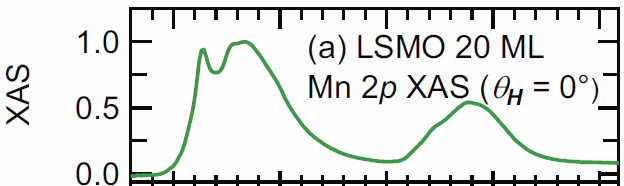 1.0
(a) LSMO 20 ML
Mn 2p XAS (θH = 0°)
XAS
0.5
0.0